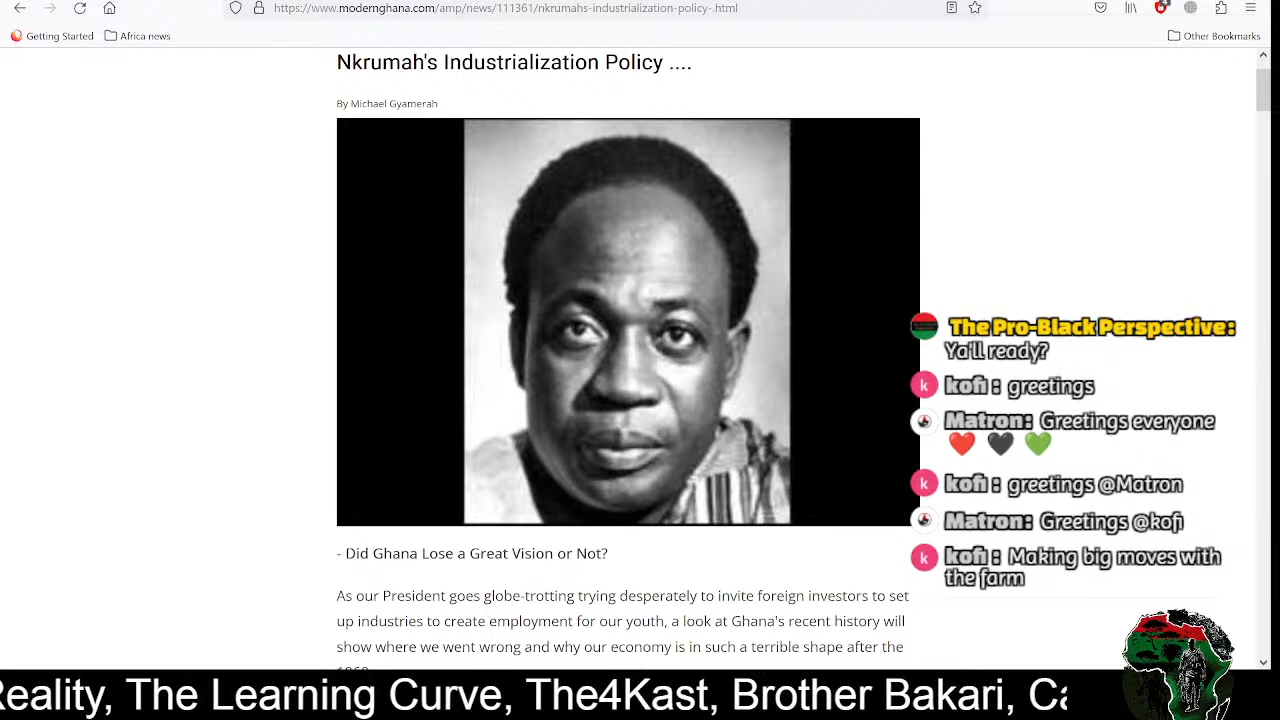 https://www.modernghana.com/amp/news/111361/nkrumahs-industrialization-policy-.html
4
Getting Started
Africa news
Other Bookmarks
Nkrumah's Industrialization Policy ....
By Michael Gyamerah
- Did Ghana Lose a Great Vision or Not?
As our President goes globe-trotting trying desperately to invite foreign investors to set
up industries to create employment for our youth, a look at Ghana's recent history will
show where we went wrong and why our economy is in such a terrible shape after the
The Pro-Black Perspective:
Ya'll ready?
k kofi : greetings
Matron: Greetings everyone
❤️ 🖤 💚
k kofi : greetings @Matron
Matron: Greetings @kofi
k kofi : Making big moves with
the farm
Reality, The Learning Curve, The4Kast, Brother Bakari, Ca